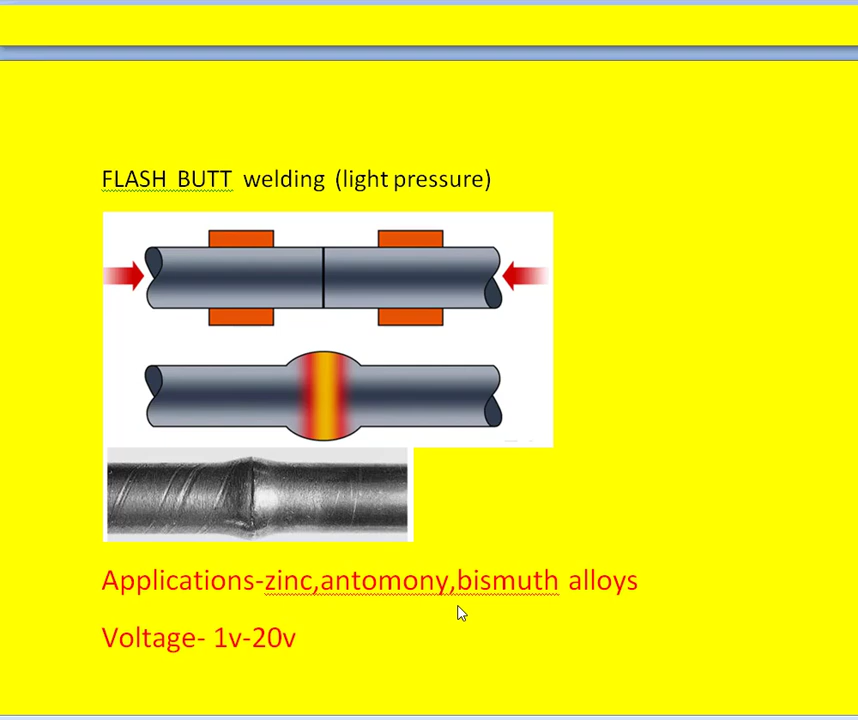 FLASH BUTT welding (light pressure)
Applications-zinc,antomony,bismuth alloys
Voltage- 1v-20v